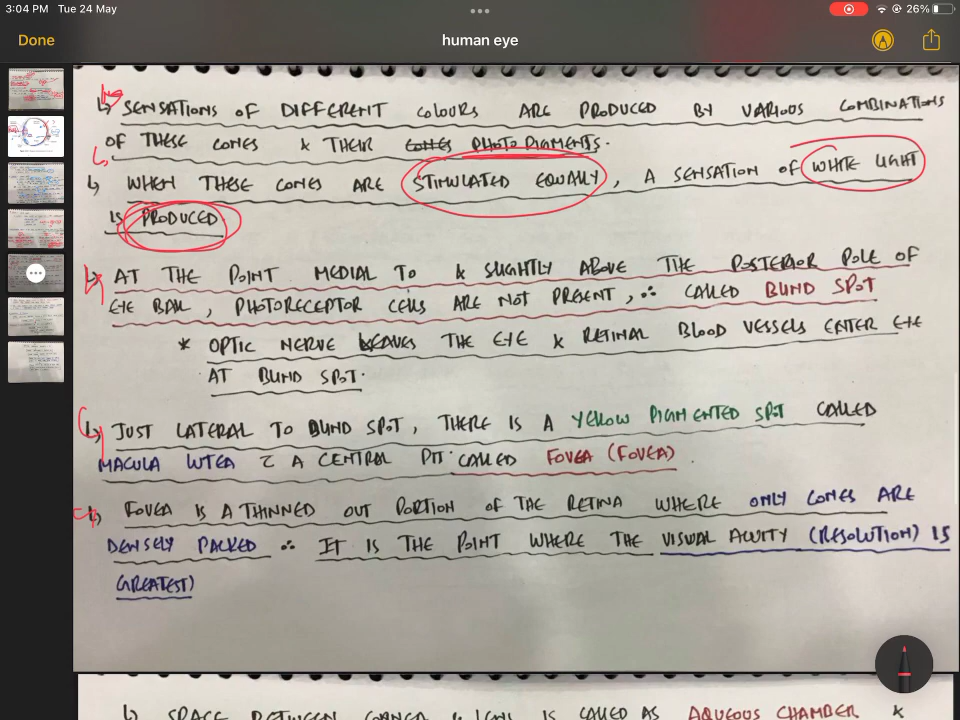 3:04 PM Tue 24 May
26%
Done
human eye
↳ SENSATIONS OF DIFFERENT COLOURS ARE PRODUCED BY VARIOUS COMBINATIONS
OF THESE CONES & THEIR CONES PHOTO PIGMENTS.
↳ WHEN THESE CONES ARE STIMULATED EQUALLY, A SENSATION OF WHITE LIGHT
IS PRODUCED.
↳ AT THE POINT MEDIAL TO & SLIGHTLY ABOVE THE POSTERIOR POLE OF
EYE BALL, PHOTORECEPTOR CELLS ARE NOT PRESENT, ∴ CALLED BLIND SPOT
* OPTIC NERVE LEAVES THE EYE & RETINAL BLOOD VESSELS ENTER EYE
AT BLIND SPOT.
↳ JUST LATERAL TO BLIND SPOT, THERE IS A YELLOW PIGMENTED SPOT CALLED
MACULA LUTEA A CENTRAL PIT CALLED FOVEA (FOVEA).
↳ FOVEA IS A THINNED OUT PORTION OF THE RETINA WHERE ONLY CONES ARE
DENSELY PACKED ∴ IT IS THE POINT WHERE THE VISUAL ACUITY (RESOLUTION) IS
GREATEST)
↳ SPACE BETWEEN CORNEA & LENS IS CALLED AS AQUEOUS CHAMBER &